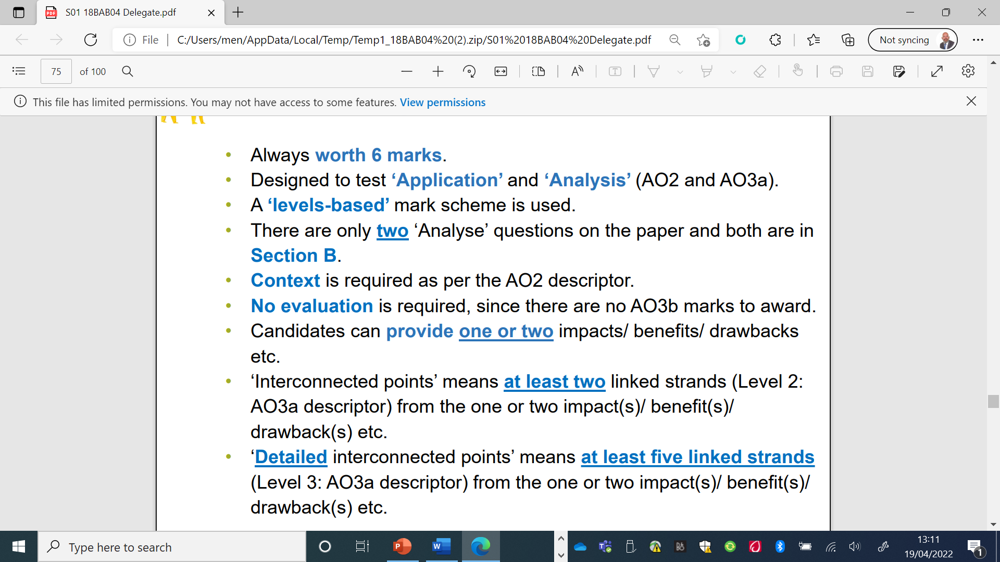 S01 18BAB04 Delegate.pdf
File
C:/Users/men/AppData/Local/Temp/Temp1_18BAB04%20(2).zip/S01%2018BAB04%20Delegate.pdf
Not syncing
75 of 100
This file has limited permissions. You may not have access to some features. View permissions
• Always worth 6 marks.
• Designed to test ‘Application’ and ‘Analysis’ (AO2 and AO3a).
• A ‘levels-based’ mark scheme is used.
• There are only two ‘Analyse’ questions on the paper and both are in
Section B.
• Context is required as per the AO2 descriptor.
• No evaluation is required, since there are no AO3b marks to award.
• Candidates can provide one or two impacts/ benefits/ drawbacks
etc.
• ‘Interconnected points’ means at least two linked strands (Level 2:
AO3a descriptor) from the one or two impact(s)/ benefit(s)/
drawback(s) etc.
• ‘Detailed interconnected points’ means at least five linked strands
(Level 3: AO3a descriptor) from the one or two impact(s)/ benefit(s)/
drawback(s) etc.
Type here to search
13:11
19/04/2022
1